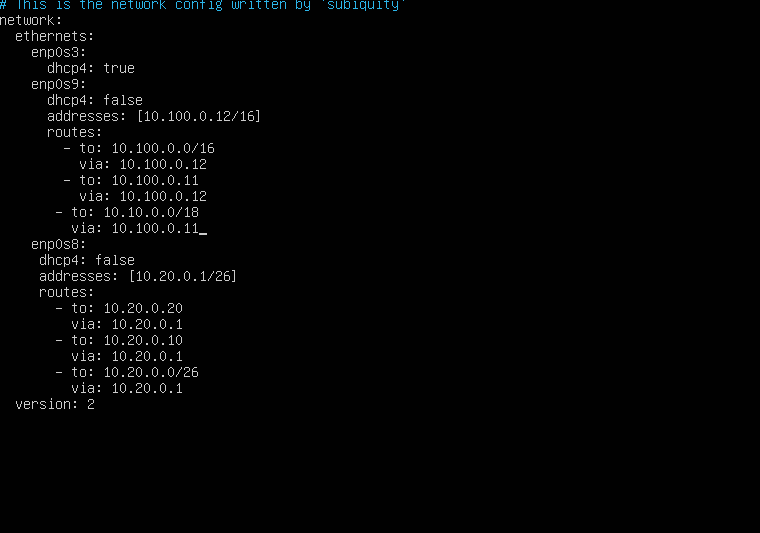 # This is the network config written by 'subiquity'
network:
  ethernets:
    enp0s3:
      dhcp4: true
    enp0s9:
      dhcp4: false
      addresses: [10.100.0.12/16]
      routes:
        - to: 10.100.0.0/16
          via: 10.100.0.12
        - to: 10.100.0.11
          via: 10.100.0.12
       - to: 10.10.0.0/18
         via: 10.100.0.11_
    enp0s8:
     dhcp4: false
     addresses: [10.20.0.1/26]
     routes:
       - to: 10.20.0.20
         via: 10.20.0.1
       - to: 10.20.0.10
         via: 10.20.0.1
       - to: 10.20.0.0/26
         via: 10.20.0.1
  version: 2